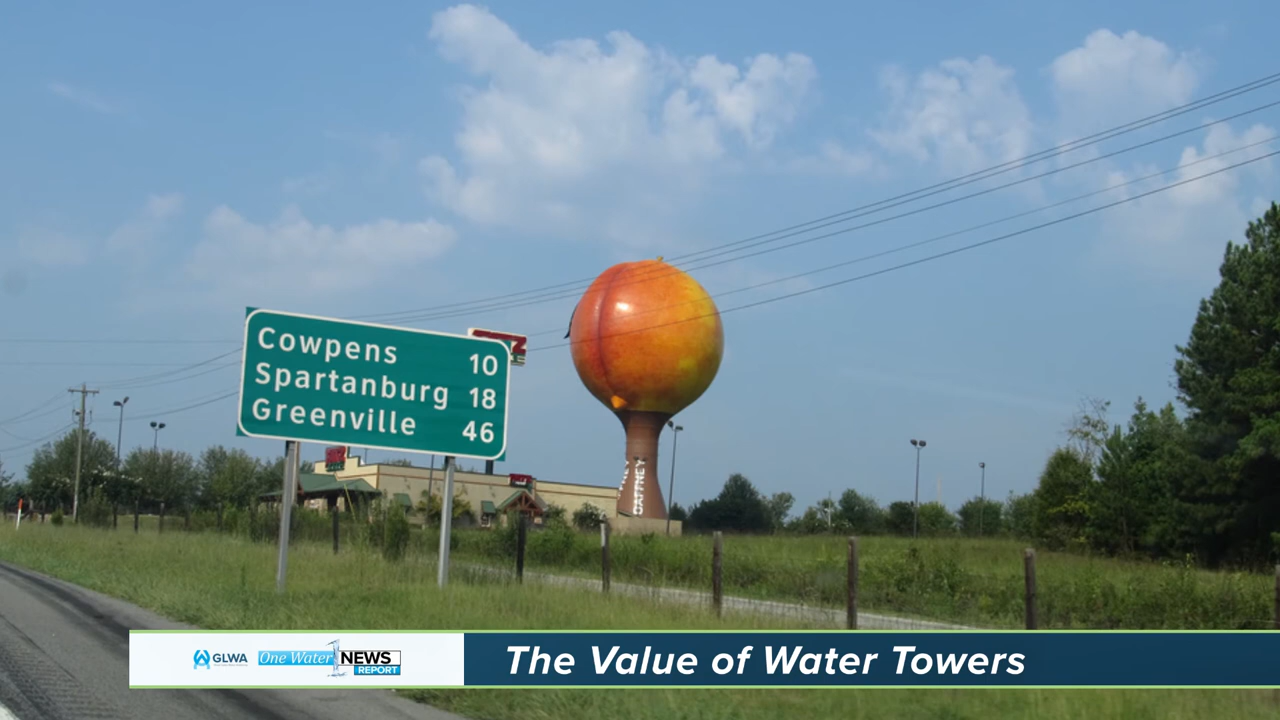 Cowpens 10
Spartanburg 18
Greenville 46
GAFFNEY
GLWA
One Water
NEWS
REPORT
The Value of Water Towers